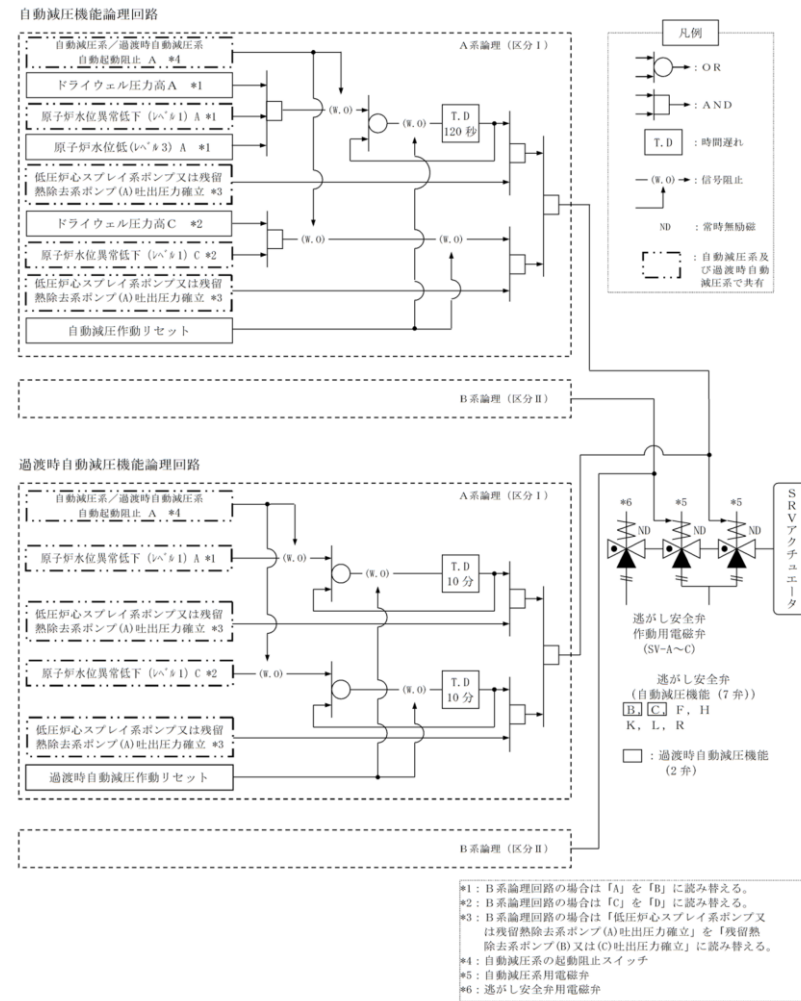 自動減圧機能論理回路
A系論理(区分Ⅰ)
自動減圧系/過渡時自動減圧系
自動起動阻止 A *4
ドライウェル圧力高A *1
原子炉水位異常低下(レベル1)A *1
原子炉水位低(レベル3)A *1
低圧炉心スプレイ系ポンプ又は残留
熱除去系ポンプ(A)吐出圧力確立 *3
ドライウェル圧力高C *2
原子炉水位異常低下(レベル1)C *2
低圧炉心スプレイ系ポンプ又は残留
熱除去系ポンプ(A)吐出圧力確立 *3
自動減圧作動リセット
(W.O)
(W.O)
T.D
120秒
(W.O)
(W.O)
B系論理(区分Ⅱ)
凡例
:OR
:AND
T.D :時間遅れ
(W.O) :信号阻止
ND :常時無励磁
:自動減圧系及
び過渡時自動
減圧系で共有
過渡時自動減圧機能論理回路
A系論理(区分Ⅰ)
自動減圧系/過渡時自動減圧系
自動起動阻止 A *4
原子炉水位異常低下(レベル1)A *1
低圧炉心スプレイ系ポンプ又は残留
熱除去系ポンプ(A)吐出圧力確立 *3
原子炉水位異常低下(レベル1)C *2
低圧炉心スプレイ系ポンプ又は残留
熱除去系ポンプ(A)吐出圧力確立 *3
過渡時自動減圧作動リセット
(W.O)
(W.O)
T.D
10分
(W.O)
(W.O)
T.D
10分
B系論理(区分Ⅱ)
*6 *5 *5
ND ND ND
SRVアクチュエータ
逃がし安全弁
作動用電磁弁
(SV-A~C)
逃がし安全弁
(自動減圧機能(7弁))
B, C, F, H
K, L, R
:過渡時自動減圧機能
(2弁)
*1:B系論理回路の場合は「A」を「B」に読み替える。
*2:B系論理回路の場合は「C」を「D」に読み替える。
*3:B系論理回路の場合は「低圧炉心スプレイ系ポンプ又
は残留熱除去系ポンプ(A)吐出圧力確立」を「残留熱
除去系ポンプ(B)又は(C)吐出圧力確立」に読み替える。
*4:自動減圧系の起動阻止スイッチ
*5:自動減圧系用電磁弁
*6:逃がし安全弁用電磁弁